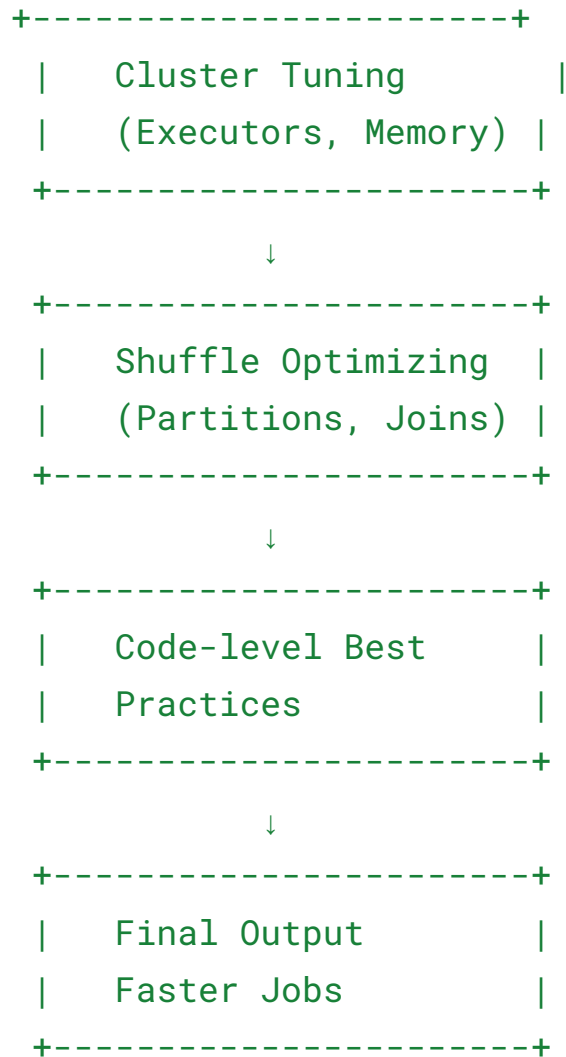 +-----------------------+
|   Cluster Tuning       |
|   (Executors, Memory) |
+-----------------------+
↓
+-----------------------+
|   Shuffle Optimizing  |
|   (Partitions, Joins) |
+-----------------------+
↓
+-----------------------+
|   Code-level Best     |
|   Practices           |
+-----------------------+
↓
+-----------------------+
|   Final Output        |
|   Faster Jobs         |
+-----------------------+